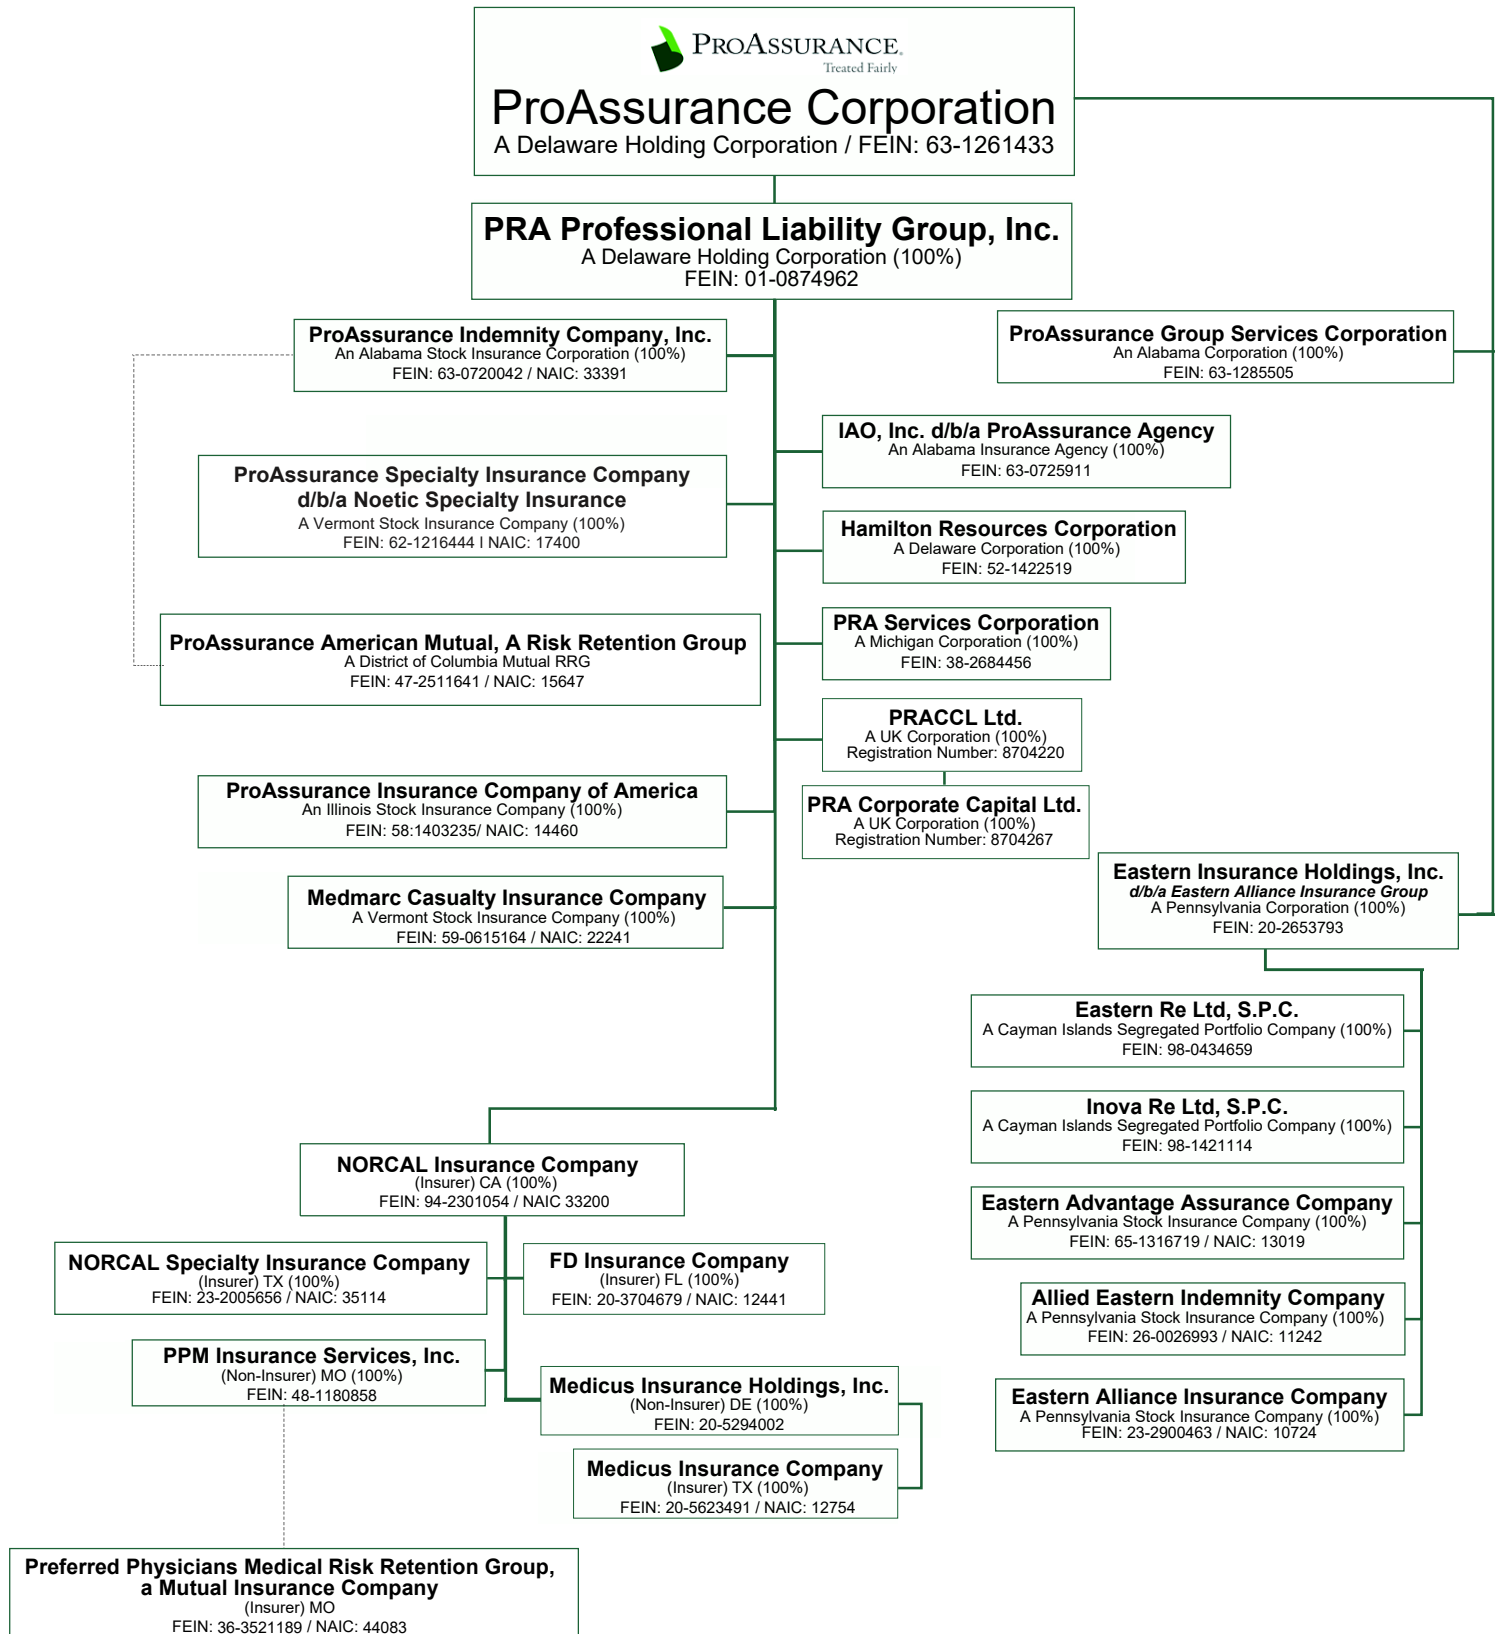 PROASSURANCE.
Treated Fairly
ProAssurance Corporation
A Delaware Holding Corporation / FEIN: 63-1261433
PRA Professional Liability Group, Inc.
A Delaware Holding Corporation (100%)
FEIN: 01-0874962
ProAssurance Indemnity Company, Inc.
An Alabama Stock Insurance Corporation (100%)
FEIN: 63-0720042 / NAIC: 33391
ProAssurance Group Services Corporation
An Alabama Corporation (100%)
FEIN: 63-1285505
IAO, Inc. d/b/a ProAssurance Agency
An Alabama Insurance Agency (100%)
FEIN: 63-0725911
ProAssurance Specialty Insurance Company
d/b/a Noetic Specialty Insurance
A Vermont Stock Insurance Company (100%)
FEIN: 62-1216444 I NAIC: 17400
Hamilton Resources Corporation
A Delaware Corporation (100%)
FEIN: 52-1422519
ProAssurance American Mutual, A Risk Retention Group
A District of Columbia Mutual RRG
FEIN: 47-2511641 / NAIC: 15647
PRA Services Corporation
A Michigan Corporation (100%)
FEIN: 38-2684456
PRACCL Ltd.
A UK Corporation (100%)
Registration Number: 8704220
PRA Corporate Capital Ltd.
A UK Corporation (100%)
Registration Number: 8704267
ProAssurance Insurance Company of America
An Illinois Stock Insurance Company (100%)
FEIN: 58:1403235/ NAIC: 14460
Medmarc Casualty Insurance Company
A Vermont Stock Insurance Company (100%)
FEIN: 59-0615164 / NAIC: 22241
Eastern Insurance Holdings, Inc.
d/b/a Eastern Alliance Insurance Group
A Pennsylvania Corporation (100%)
FEIN: 20-2653793
Eastern Re Ltd, S.P.C.
A Cayman Islands Segregated Portfolio Company (100%)
FEIN: 98-0434659
Inova Re Ltd, S.P.C.
A Cayman Islands Segregated Portfolio Company (100%)
FEIN: 98-1421114
Eastern Advantage Assurance Company
A Pennsylvania Stock Insurance Company (100%)
FEIN: 65-1316719 / NAIC: 13019
Allied Eastern Indemnity Company
A Pennsylvania Stock Insurance Company (100%)
FEIN: 26-0026993 / NAIC: 11242
Eastern Alliance Insurance Company
A Pennsylvania Stock Insurance Company (100%)
FEIN: 23-2900463 / NAIC: 10724
NORCAL Insurance Company
(Insurer) CA (100%)
FEIN: 94-2301054 / NAIC 33200
NORCAL Specialty Insurance Company
(Insurer) TX (100%)
FEIN: 23-2005656 / NAIC: 35114
FD Insurance Company
(Insurer) FL (100%)
FEIN: 20-3704679 / NAIC: 12441
PPM Insurance Services, Inc.
(Non-Insurer) MO (100%)
FEIN: 48-1180858
Medicus Insurance Holdings, Inc.
(Non-Insurer) DE (100%)
FEIN: 20-5294002
Medicus Insurance Company
(Insurer) TX (100%)
FEIN: 20-5623491 / NAIC: 12754
Preferred Physicians Medical Risk Retention Group,
a Mutual Insurance Company
(Insurer) MO
FEIN: 36-3521189 / NAIC: 44083